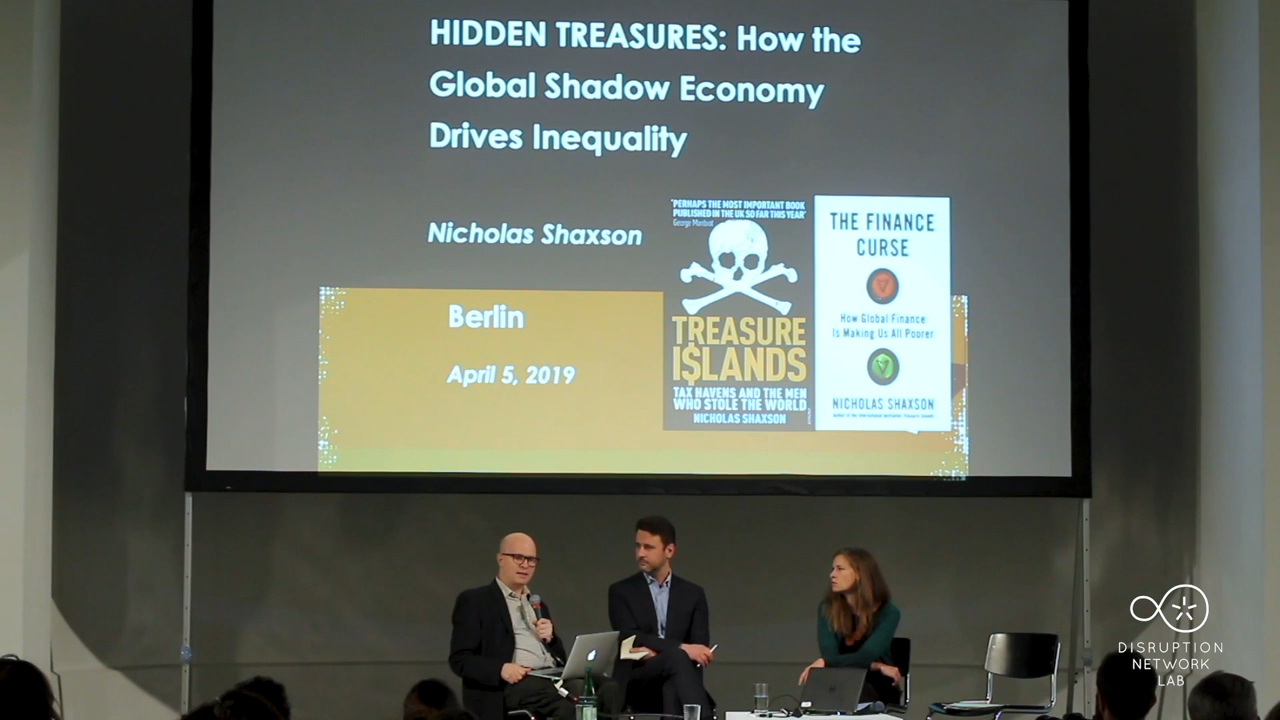 HIDDEN TREASURES: How the
Global Shadow Economy
Drives Inequality
Nicholas Shaxson
Berlin
April 5, 2019
'PERHAPS THE MOST IMPORTANT BOOK
PUBLISHED IN THE UK SO FAR THIS YEAR'
George Monbiot
TREASURE
I$LANDS
TAX HAVENS AND THE MEN
WHO STOLE THE WORLD
NICHOLAS SHAXSON
THE FINANCE
CURSE
How Global Finance
Is Making Us All Poorer
NICHOLAS SHAXSON
DISRUPTION
NETWORK
LAB